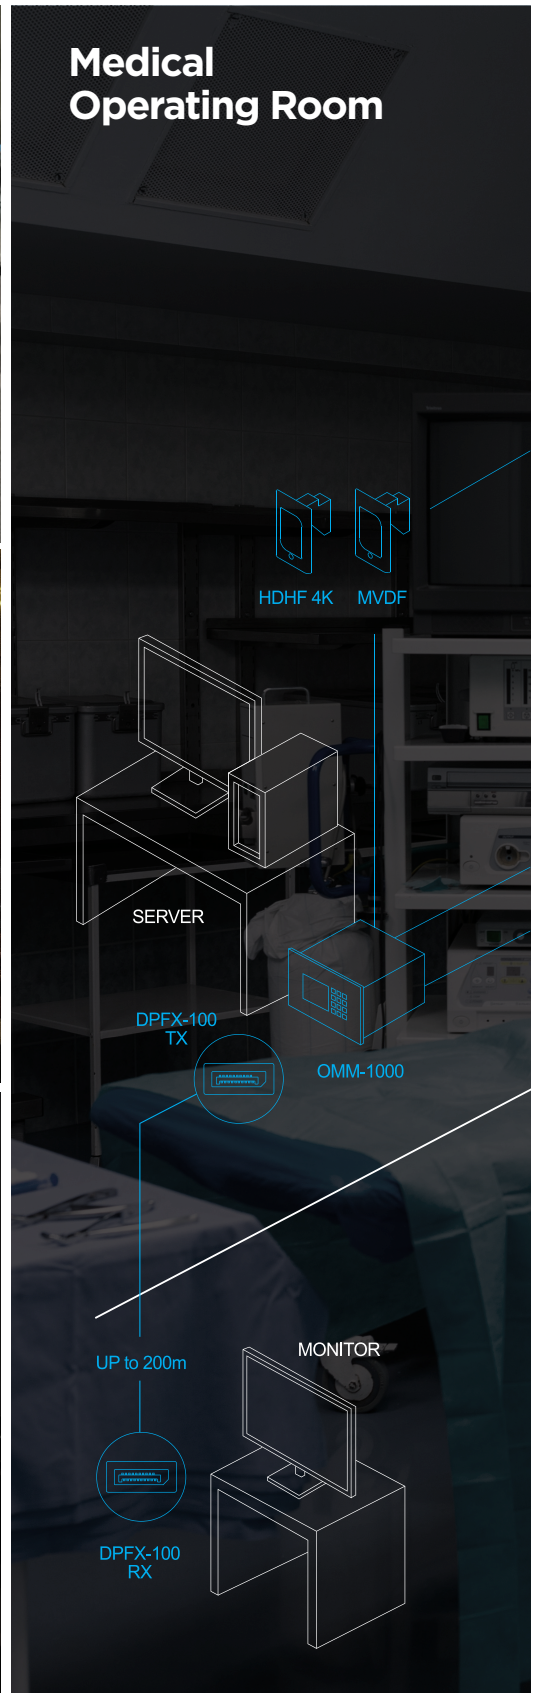 Medical
Operating Room
HDHF 4K
MVDF
SERVER
DPFX-100
TX
OMM-1000
MONITOR
UP to 200m
DPFX-100
RX